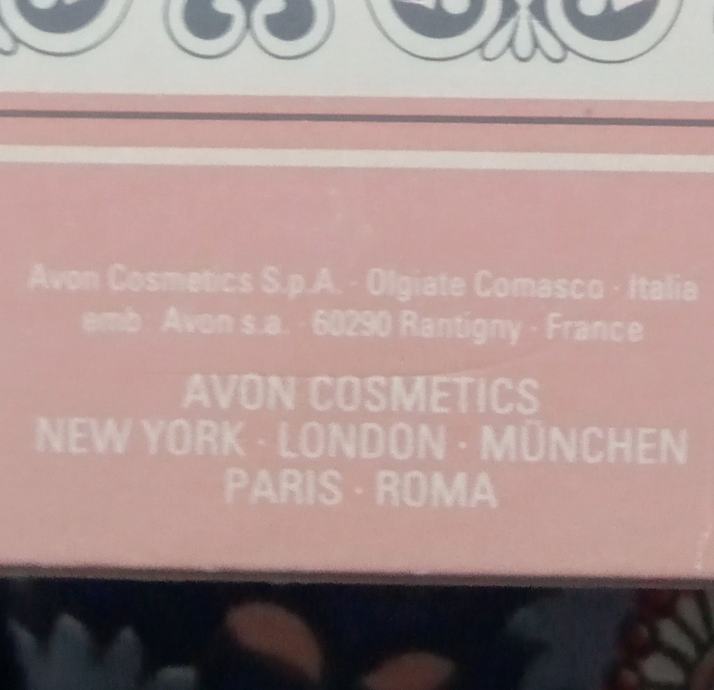 Avon Cosmetics S.p.A. · Olgiate Comasco · Italia
emb Avon s.a. · 60290 Rantigny · France
AVON COSMETICS
NEW YORK · LONDON · MÜNCHEN
PARIS · ROMA